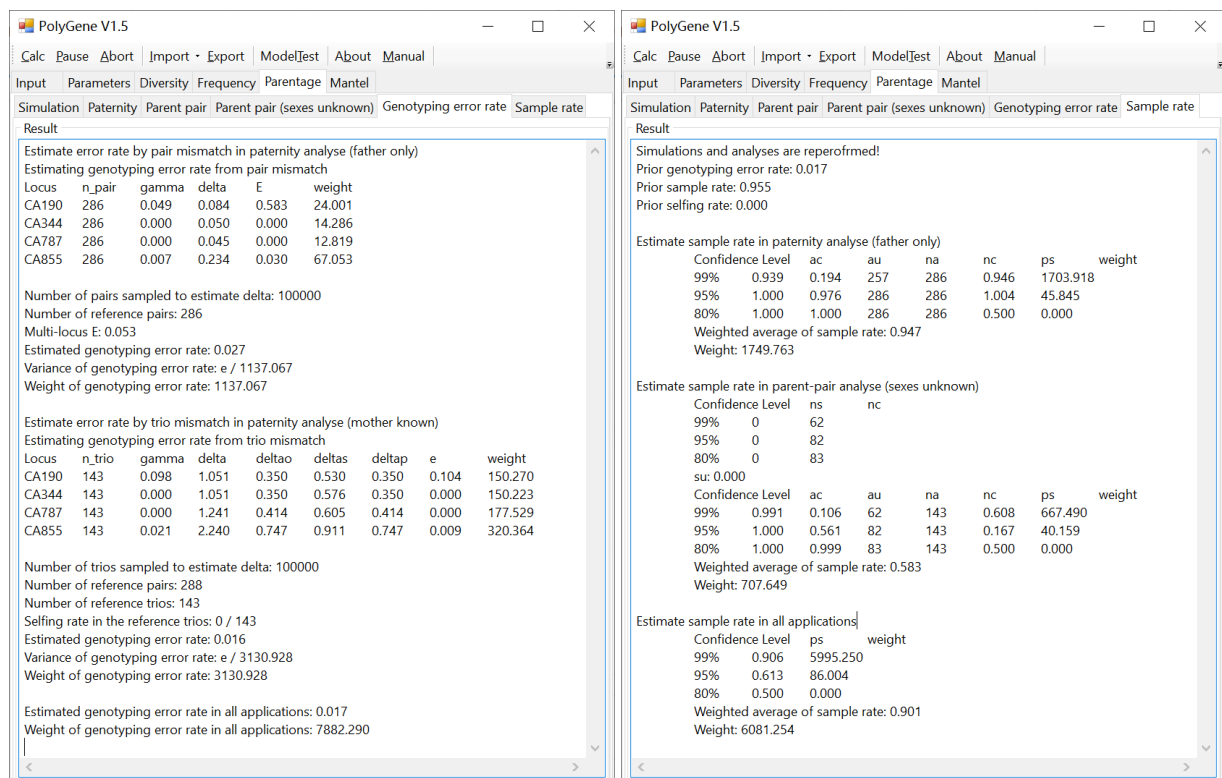 PolyGene V1.5
Calc Pause Abort Import Export ModelTest About Manual
Input Parameters Diversity Frequency Parentage Mantel
Simulation Paternity Parent pair Parent pair (sexes unknown) Genotyping error rate Sample rate
Result
Estimate error rate by pair mismatch in paternity analyse (father only)
Estimating genotyping error rate from pair mismatch
Locus n_pair gamma delta E weight
CA190 286 0.049 0.084 0.583 24.001
CA344 286 0.000 0.050 0.000 14.286
CA787 286 0.000 0.045 0.000 12.819
CA855 286 0.007 0.234 0.030 67.053
Number of pairs sampled to estimate delta: 100000
Number of reference pairs: 286
Multi-locus E: 0.053
Estimated genotyping error rate: 0.027
Variance of genotyping error rate: e / 1137.067
Weight of genotyping error rate: 1137.067
Estimate error rate by trio mismatch in paternity analyse (mother known)
Estimating genotyping error rate from trio mismatch
Locus n_trio gamma delta deltao deltas deltap e weight
CA190 143 0.098 1.051 0.350 0.530 0.350 0.104 150.270
CA344 143 0.000 1.051 0.350 0.576 0.350 0.000 150.223
CA787 143 0.000 1.241 0.414 0.605 0.414 0.000 177.529
CA855 143 0.021 2.240 0.747 0.911 0.747 0.009 320.364
Number of trios sampled to estimate delta: 100000
Number of reference pairs: 288
Number of reference trios: 143
Selfing rate in the reference trios: 0 / 143
Estimated genotyping error rate: 0.016
Variance of genotyping error rate: e / 3130.928
Weight of genotyping error rate: 3130.928
Estimated genotyping error rate in all applications: 0.017
Weight of genotyping error rate in all applications: 7882.290
PolyGene V1.5
Calc Pause Abort Import Export ModelTest About Manual
Input Parameters Diversity Frequency Parentage Mantel
Simulation Paternity Parent pair Parent pair (sexes unknown) Genotyping error rate Sample rate
Result
Simulations and analyses are reperofrmed!
Prior genotyping error rate: 0.017
Prior sample rate: 0.955
Prior selfing rate: 0.000
Estimate sample rate in paternity analyse (father only)
Confidence Level ac au na nc ps weight
99% 0.939 0.194 257 286 0.946 1703.918
95% 1.000 0.976 286 286 1.004 45.845
80% 1.000 1.000 286 286 0.500 0.000
Weighted average of sample rate: 0.947
Weight: 1749.763
Estimate sample rate in parent-pair analyse (sexes unknown)
Confidence Level ns nc
99% 0 62
95% 0 82
80% 0 83
su: 0.000
Confidence Level ac au na nc ps weight
99% 0.991 0.106 62 143 0.608 667.490
95% 1.000 0.561 82 143 0.167 40.159
80% 1.000 0.999 83 143 0.500 0.000
Weighted average of sample rate: 0.583
Weight: 707.649
Estimate sample rate in all applications
Confidence Level ps weight
99% 0.906 5995.250
95% 0.613 86.004
80% 0.500 0.000
Weighted average of sample rate: 0.901
Weight: 6081.254